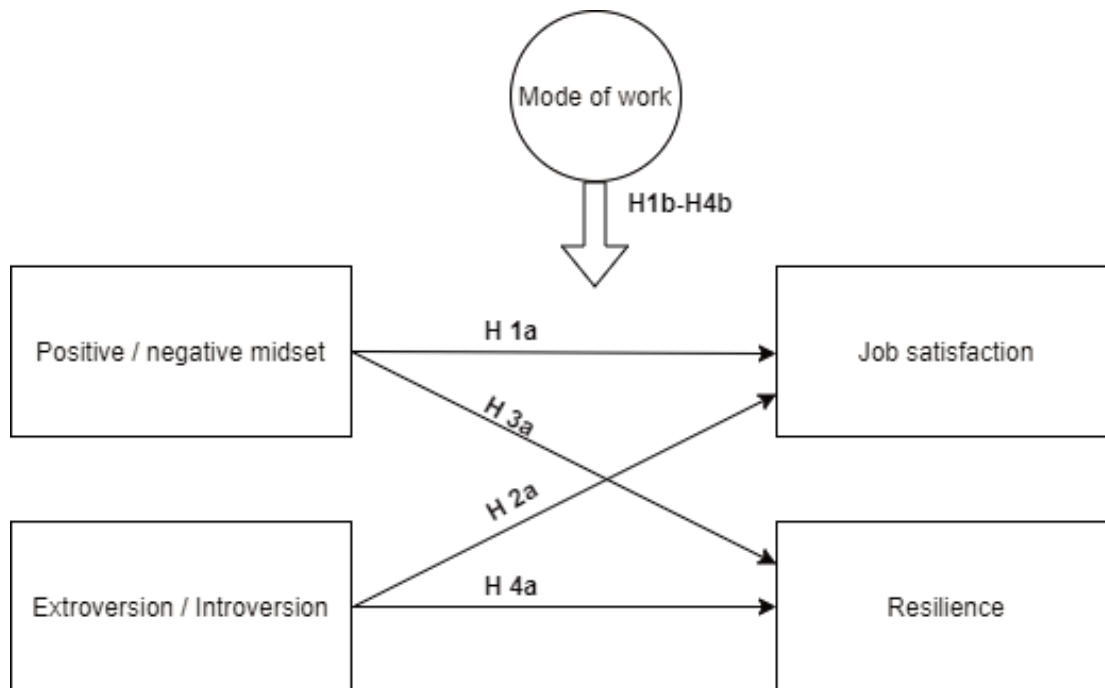 Mode of work
H1b-H4b
H 1a
Positive / negative midset
Job satisfaction
H 3a
H 2a
H 4a
Extroversion / Introversion
Resilience